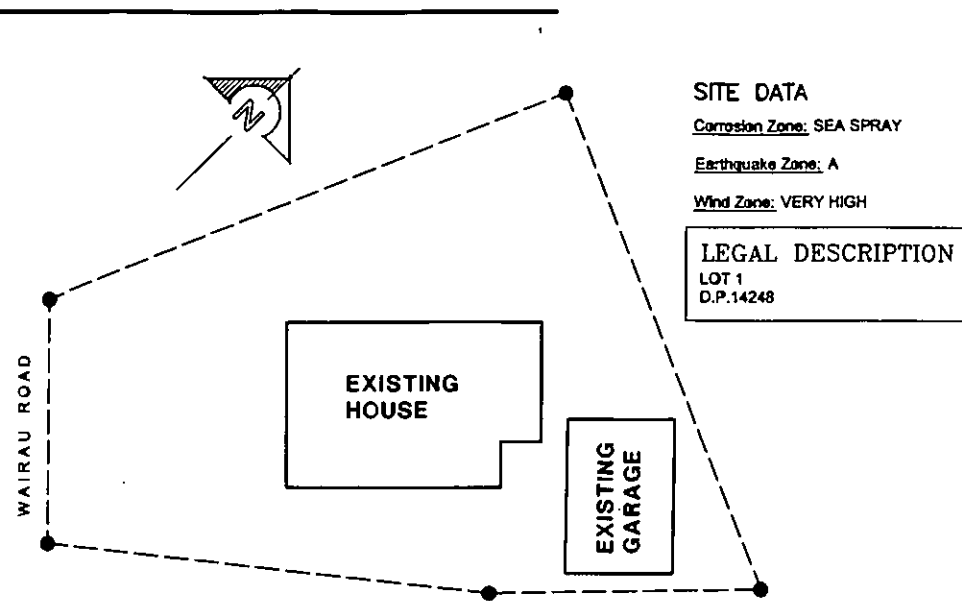 N
SITE DATA
Corrosion Zone: SEA SPRAY
Earthquake Zone: A
Wind Zone: VERY HIGH
LEGAL DESCRIPTION
LOT 1
D.P.14248
WAIRAU ROAD
EXISTING
HOUSE
EXISTING
GARAGE